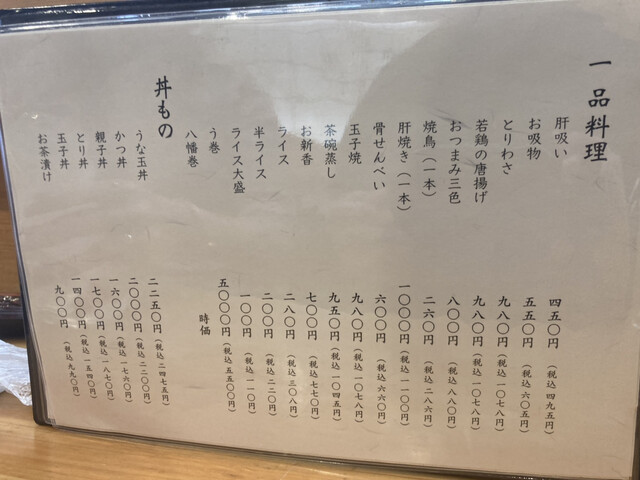 一品料理
肝吸い 四五〇円（税込 四九五円）
お吸物 五五〇円（税込 六〇五円）
とりわさ 九八〇円（税込 一〇七八円）
若鶏の唐揚げ 九八〇円（税込 一〇七八円）
おつまみ三色 八〇〇円（税込 八八〇円）
焼鳥（一本） 二六〇円（税込 二八六円）
肝焼き（一本） 一〇〇〇円（税込 一一〇〇円）
骨せんべい 六〇〇円（税込 六六〇円）
玉子焼 九八〇円（税込 一〇七八円）
茶碗蒸し 九五〇円（税込 一〇四五円）
お新香 七〇〇円（税込 七七〇円）
ライス 二八〇円（税込 三〇八円）
半ライス 二〇〇円（税込 二二〇円）
ライス大盛 一〇〇円（税込 一一〇円）
う巻 五〇〇〇円（税込 五五〇〇円）
八幡巻 時価
丼もの
うな玉丼 二二五〇円（税込 二四七五円）
かつ丼 二〇〇〇円（税込 二二〇〇円）
親子丼 一六〇〇円（税込 一七六〇円）
とり丼 一七〇〇円（税込 一八七〇円）
玉子丼 一四〇〇円（税込 一五四〇円）
お茶漬け 九〇〇円（税込 九九〇円）